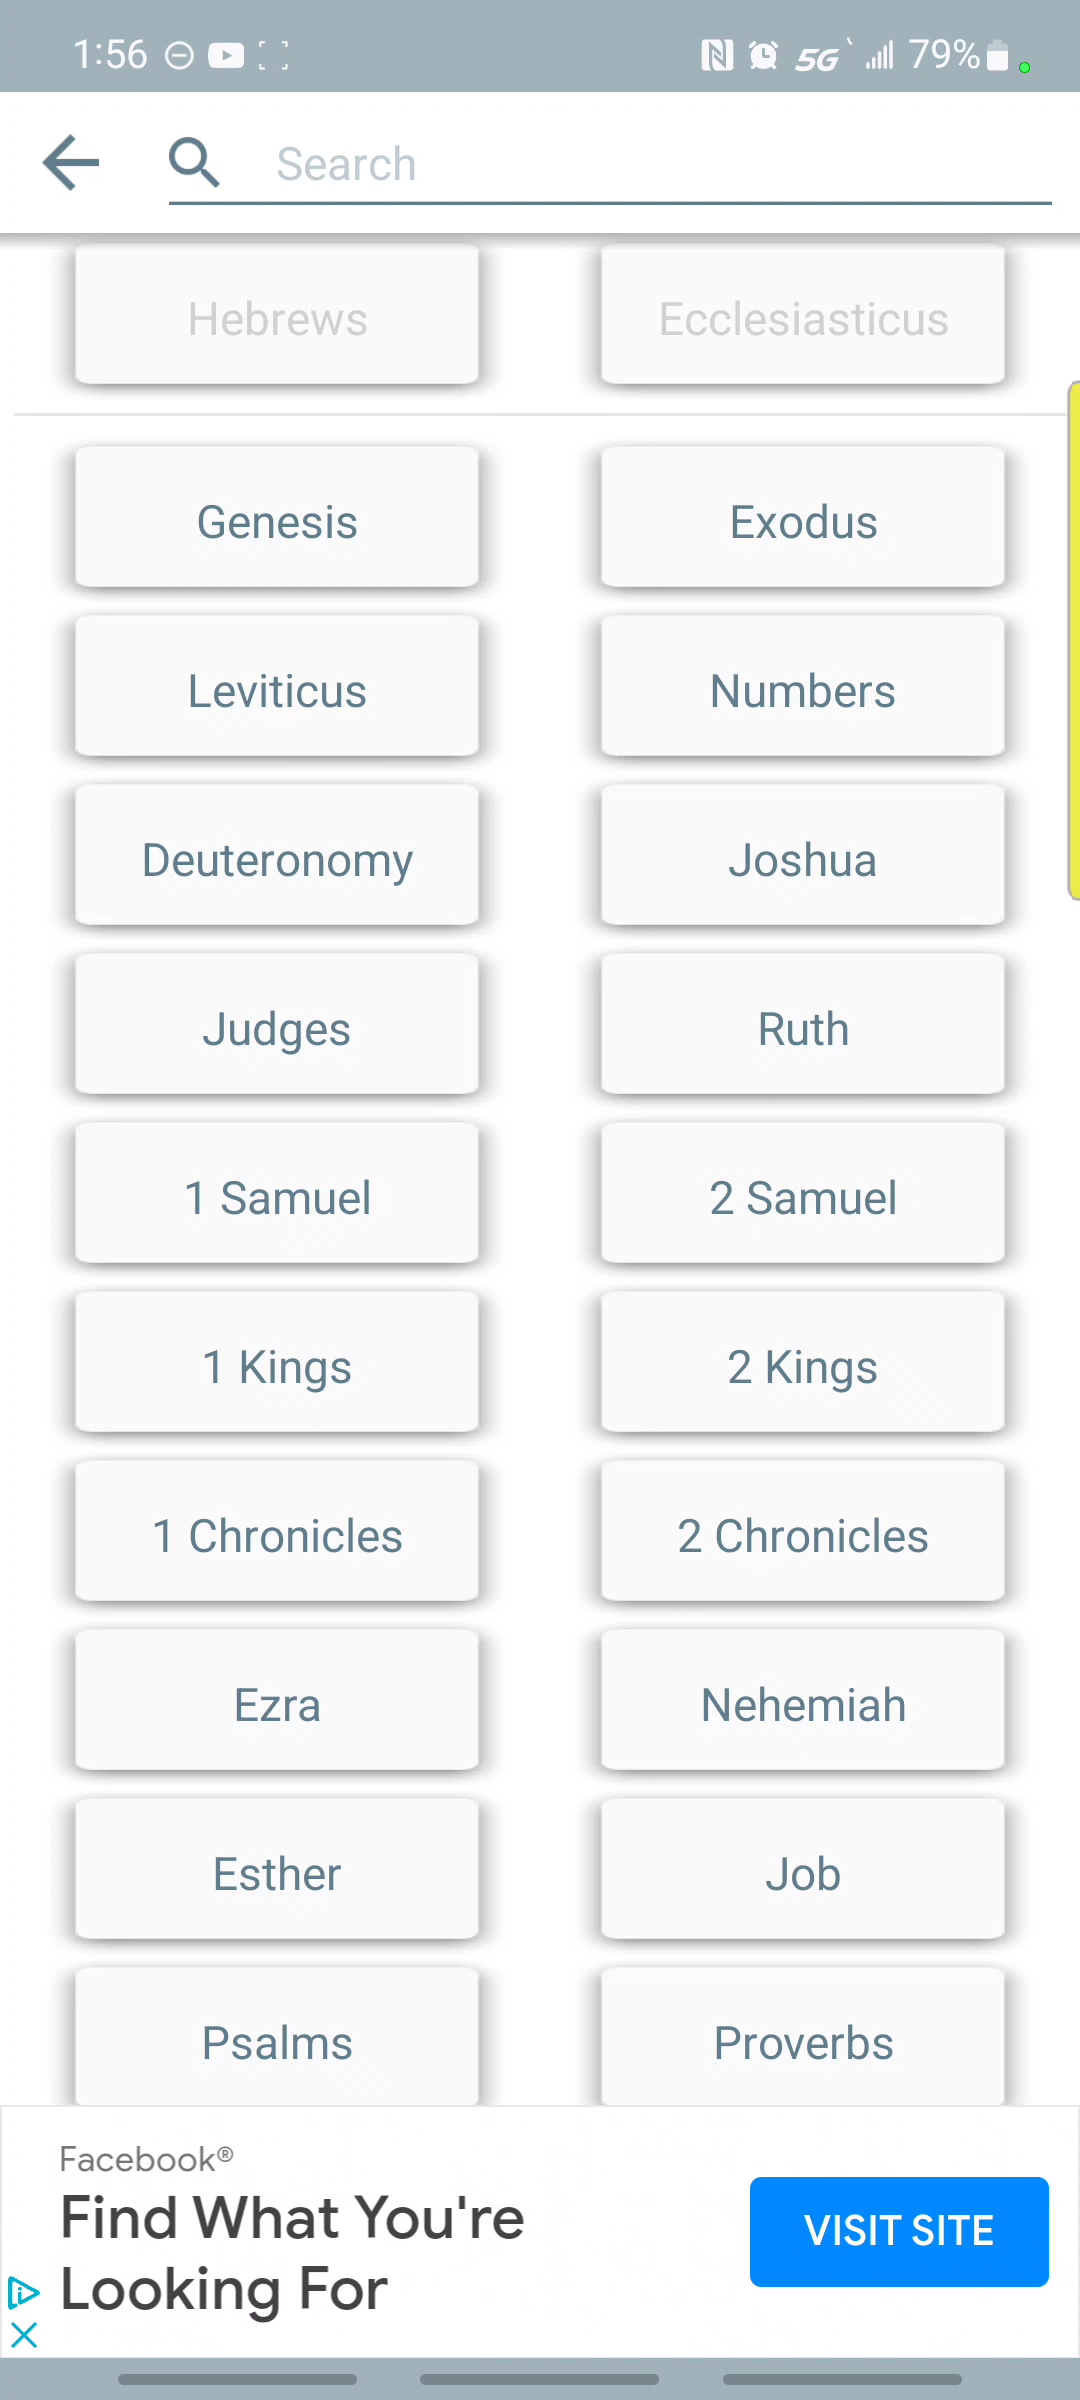 1:56
5G 79%
Search
Hebrews Ecclesiasticus
Genesis Exodus
Leviticus Numbers
Deuteronomy Joshua
Judges Ruth
1 Samuel 2 Samuel
1 Kings 2 Kings
1 Chronicles 2 Chronicles
Ezra Nehemiah
Esther Job
Psalms Proverbs
Facebook®
Find What You're
Looking For
VISIT SITE